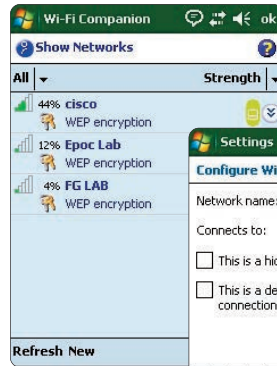 Wi-Fi Companion ok
Show Networks
All Strength
44% cisco
WEP encryption
12% Epoc Lab
WEP encryption
4% FG LAB
WEP encryption
Settings
Configure Wi
Network name:
Connects to:
This is a hid
This is a de
connection
Refresh New